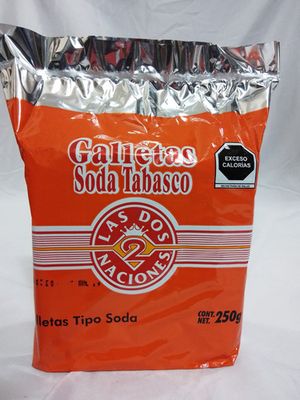 Galletas
Soda Tabasco
EXCESO
CALORÍAS
LAS DOS
2
NACIONES
lletas Tipo Soda
CONT.
NET. 250g